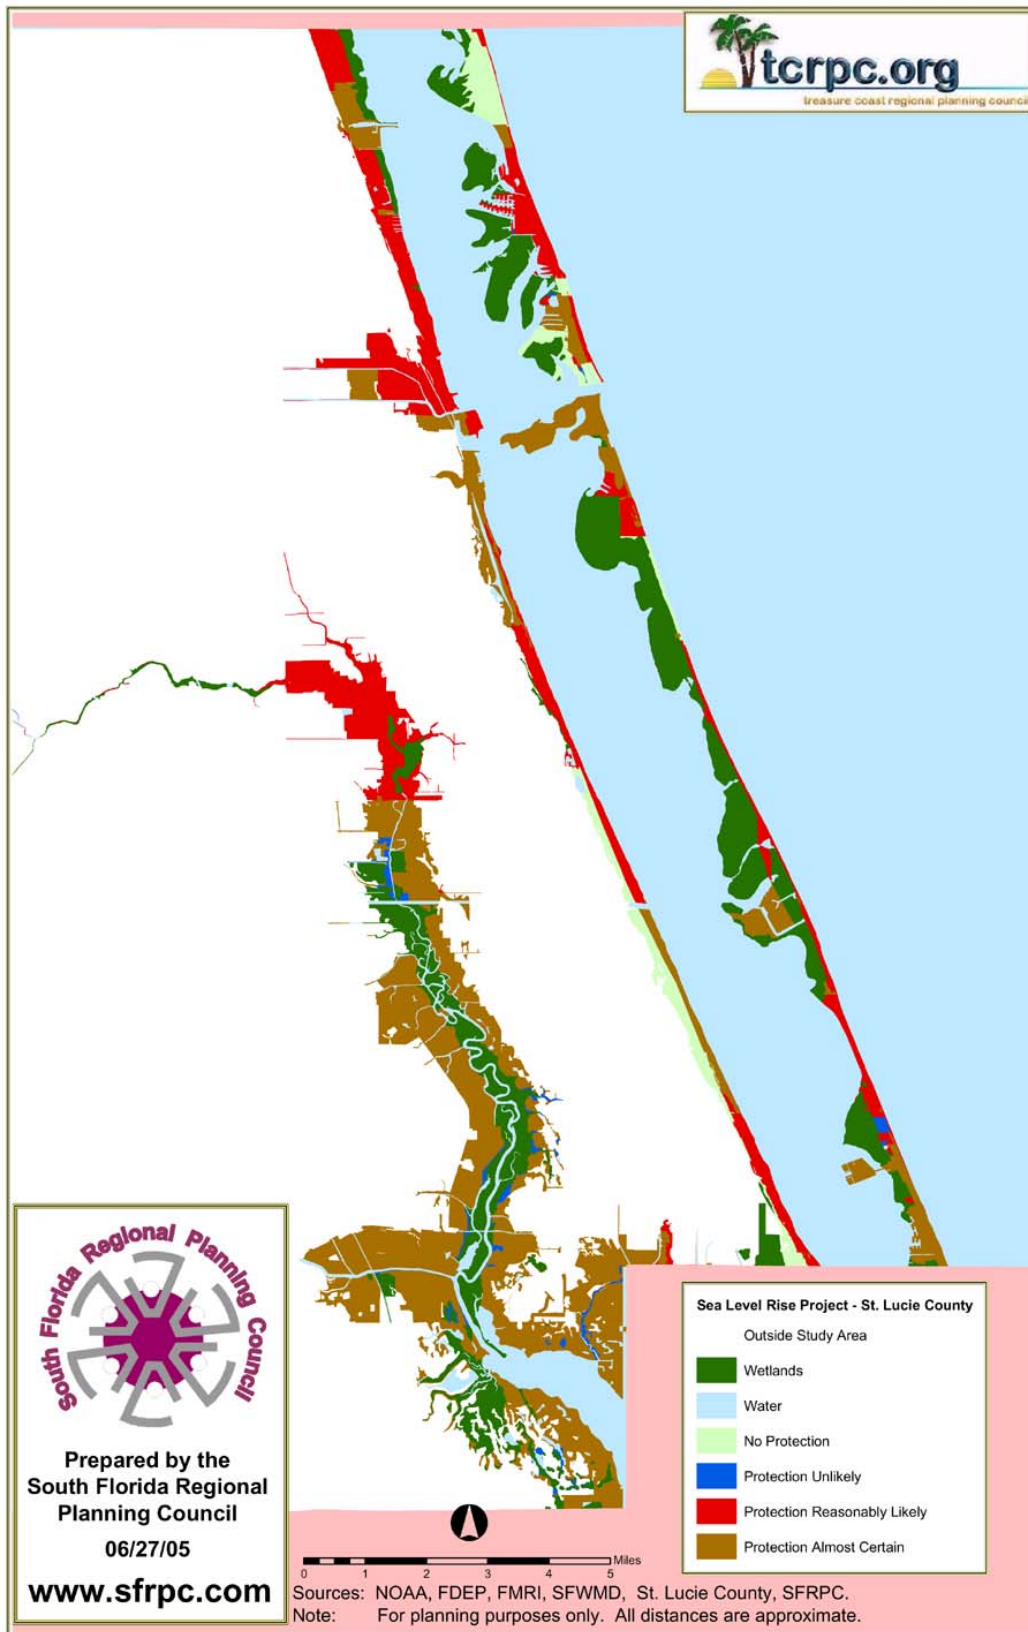 tcrpc.org
treasure coast regional planning council
South Florida Regional Planning Council
Prepared by the
South Florida Regional
Planning Council
06/27/05
www.sfrpc.com
Sea Level Rise Project - St. Lucie County
Outside Study Area
Wetlands
Water
No Protection
Protection Unlikely
Protection Reasonably Likely
Protection Almost Certain
0 1 2 3 4 5 Miles
Sources: NOAA, FDEP, FMRI, SFWMD, St. Lucie County, SFRPC.
Note: For planning purposes only. All distances are approximate.